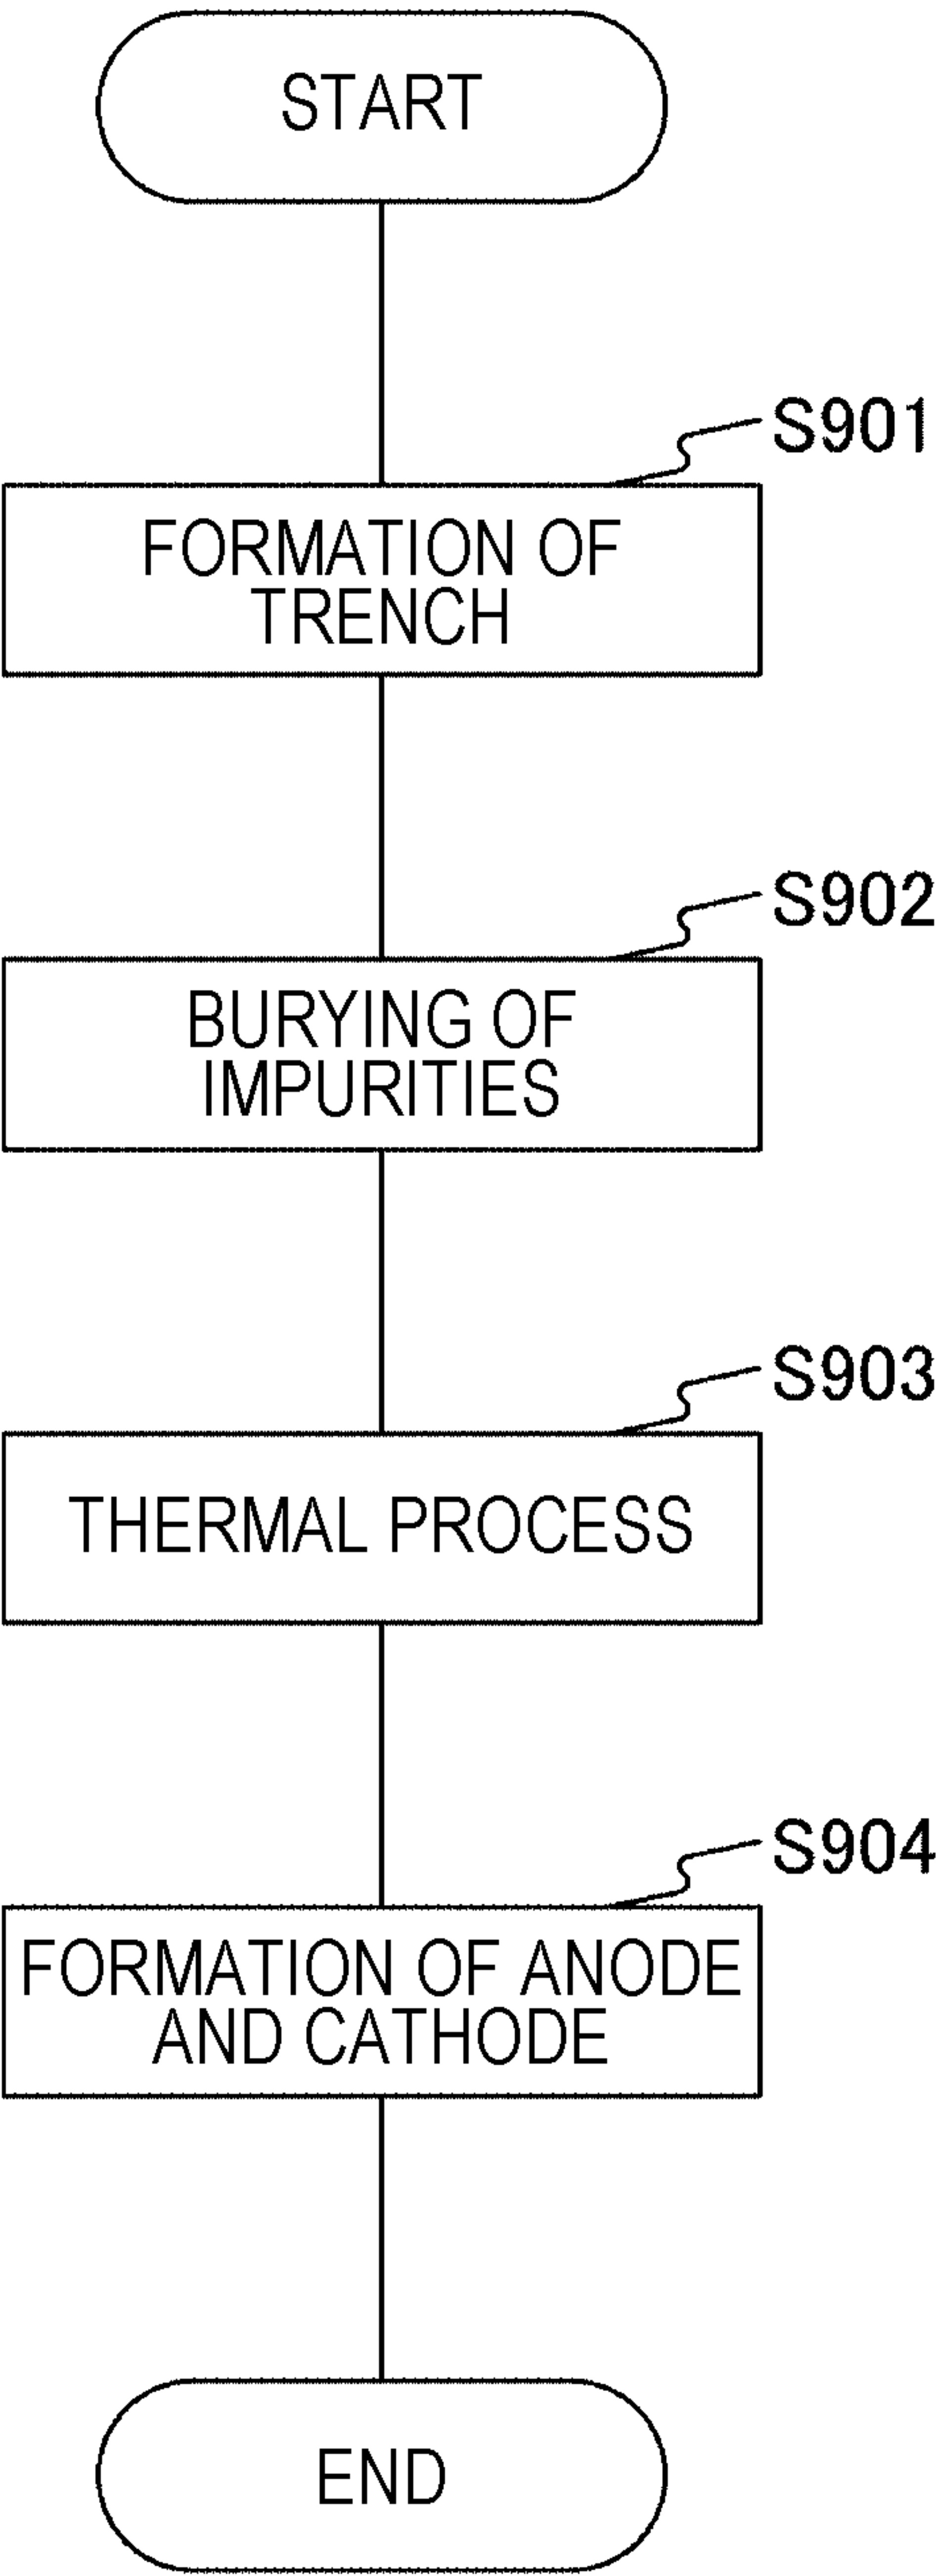 START
S901
FORMATION OF
TRENCH
S902
BURYING OF
IMPURITIES
S903
THERMAL PROCESS
S904
FORMATION OF ANODE
AND CATHODE
END